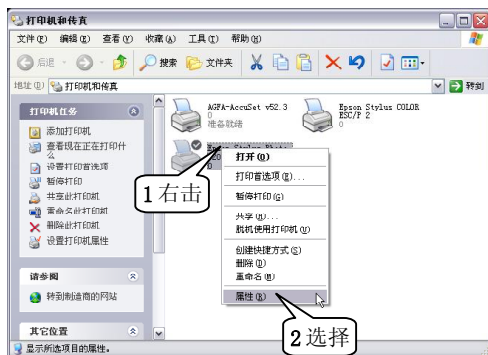 打印机和传真
文件(F) 编辑(E) 查看(V) 收藏(A) 工具(T) 帮助(H)
后退 搜索 文件夹
地址(D) 打印机和传真 转到
打印机任务
添加打印机
查看现在正在打印什么
设置打印首选项
暂停打印
共享此打印机
重命名此打印机
删除此打印机
设置打印机属性
请参阅
转到制造商的网站
其它位置
AGFA-AccuSet v52.3
0
准备就绪
Epson Stylus COLOR
ESC/P 2
0
1右击
打开(O)
打印首选项(E)...
暂停打印(G)
共享(H)...
脱机使用打印机(U)
创建快捷方式(S)
删除(D)
重命名(M)
属性(R)
2选择
显示所选项目的属性。